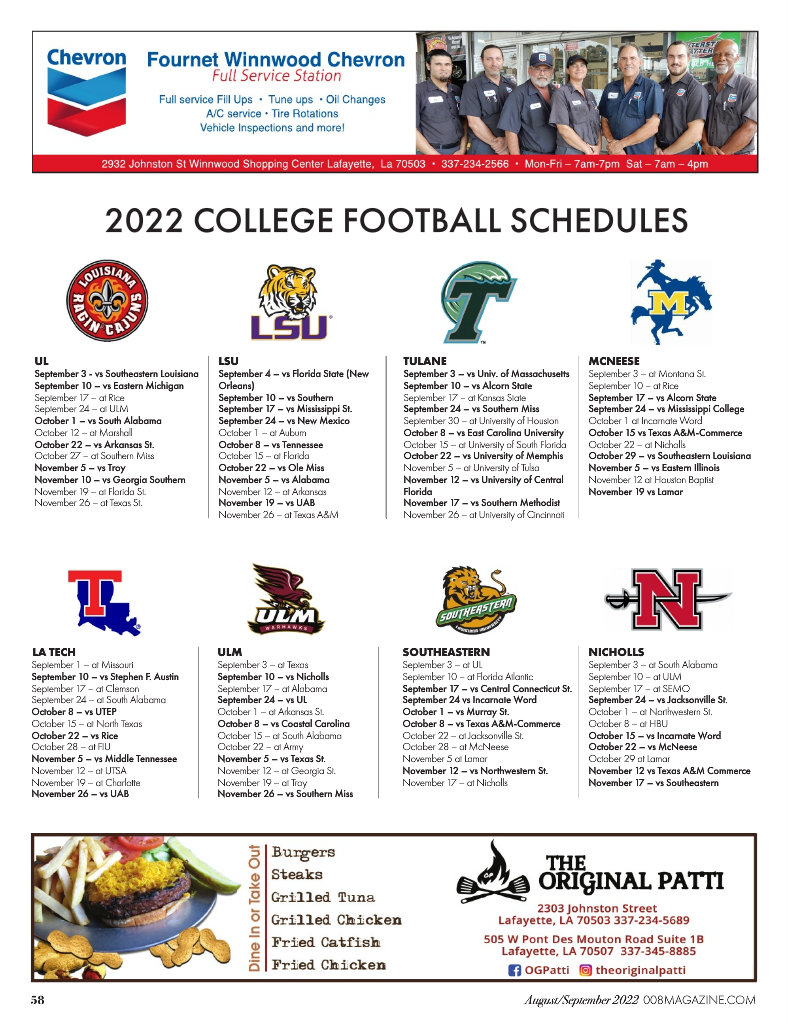 Chevron
Fournet Winnwood Chevron
Full Service Station
Full service Fill Ups • Tune ups • Oil Changes
A/C service • Tire Rotations
Vehicle Inspections and more!
2932 Johnston St Winnwood Shopping Center Lafayette, La 70503 • 337-234-2566 • Mon-Fri – 7am-7pm Sat – 7am – 4pm
2022 COLLEGE FOOTBALL SCHEDULES
LOUISIANA
RAGIN CAJUNS
UL
September 3 - vs Southeastern Louisiana
September 10 – vs Eastern Michigan
September 17 – at Rice
September 24 – at ULM
October 1 – vs South Alabama
October 12 – at Marshall
October 22 – vs Arkansas St.
October 27 – at Southern Miss
November 5 – vs Troy
November 10 – vs Georgia Southern
November 19 – at Florida St.
November 26 – at Texas St.
LSU
LSU
September 4 – vs Florida State (New
Orleans)
September 10 – vs Southern
September 17 – vs Mississippi St.
September 24 – vs New Mexico
October 1 – at Auburn
October 8 – vs Tennessee
October 15 – at Florida
October 22 – vs Ole Miss
November 5 – vs Alabama
November 12 – at Arkansas
November 19 – vs UAB
November 26 – at Texas A&M
T
TULANE
September 3 – vs Univ. of Massachusetts
September 10 – vs Alcorn State
September 17 – at Kansas State
September 24 – vs Southern Miss
September 30 – at University of Houston
October 8 – vs East Carolina University
October 15 – at University of South Florida
October 22 – vs University of Memphis
November 5 – at University of Tulsa
November 12 – vs University of Central
Florida
November 17 – vs Southern Methodist
November 26 – at University of Cincinnati
M
MCNEESE
September 3 – at Montana St.
September 10 – at Rice
September 17 – vs Alcorn State
September 24 – vs Mississippi College
October 1 at Incarnate Word
October 15 vs Texas A&M-Commerce
October 22 – at Nicholls
October 29 – vs Southeastern Louisiana
November 5 – vs Eastern Illinois
November 12 at Houston Baptist
November 19 vs Lamar
T
LA TECH
September 1 – at Missouri
September 10 – vs Stephen F. Austin
September 17 – at Clemson
September 24 – at South Alabama
October 8 – vs UTEP
October 15 – at North Texas
October 22 – vs Rice
October 28 – at FIU
November 5 – vs Middle Tennessee
November 12 – at UTSA
November 19 – at Charlotte
November 26 – vs UAB
ULM
WARHAWKS
ULM
September 3 – at Texas
September 10 – vs Nicholls
September 17 – at Alabama
September 24 – vs UL
October 1 – at Arkansas St.
October 8 – vs Coastal Carolina
October 15 – at South Alabama
October 22 – at Army
November 5 – vs Texas St.
November 12 – at Georgia St.
November 19 – at Troy
November 26 – vs Southern Miss
SOUTHEASTERN
LOUISIANA UNIVERSITY
SOUTHEASTERN
September 3 – at UL
September 10 – at Florida Atlantic
September 17 – vs Central Connecticut St.
September 24 vs Incarnate Word
October 1 – vs Murray St.
October 8 – vs Texas A&M-Commerce
October 22 – at Jacksonville St.
October 28 – at McNeese
November 5 at Lamar
November 12 – vs Northwestern St.
November 17 – at Nicholls
N
NICHOLLS
September 3 – at South Alabama
September 10 – at ULM
September 17 – at SEMO
September 24 – vs Jacksonville St.
October 1 – at Northwestern St.
October 8 – at HBU
October 15 – vs Incarnate Word
October 22 – vs McNeese
October 29 at Lamar
November 12 vs Texas A&M Commerce
November 17 – vs Southeastern
Dine In or Take Out
Burgers
Steaks
Grilled Tuna
Grilled Chicken
Fried Catfish
Fried Chicken
THE
ORIGINAL PATTI
2303 Johnston Street
Lafayette, LA 70503 337-234-5689
505 W Pont Des Mouton Road Suite 1B
Lafayette, LA 70507 337-345-8885
OGPatti theoriginalpatti
58
August/September 2022 008MAGAZINE.COM